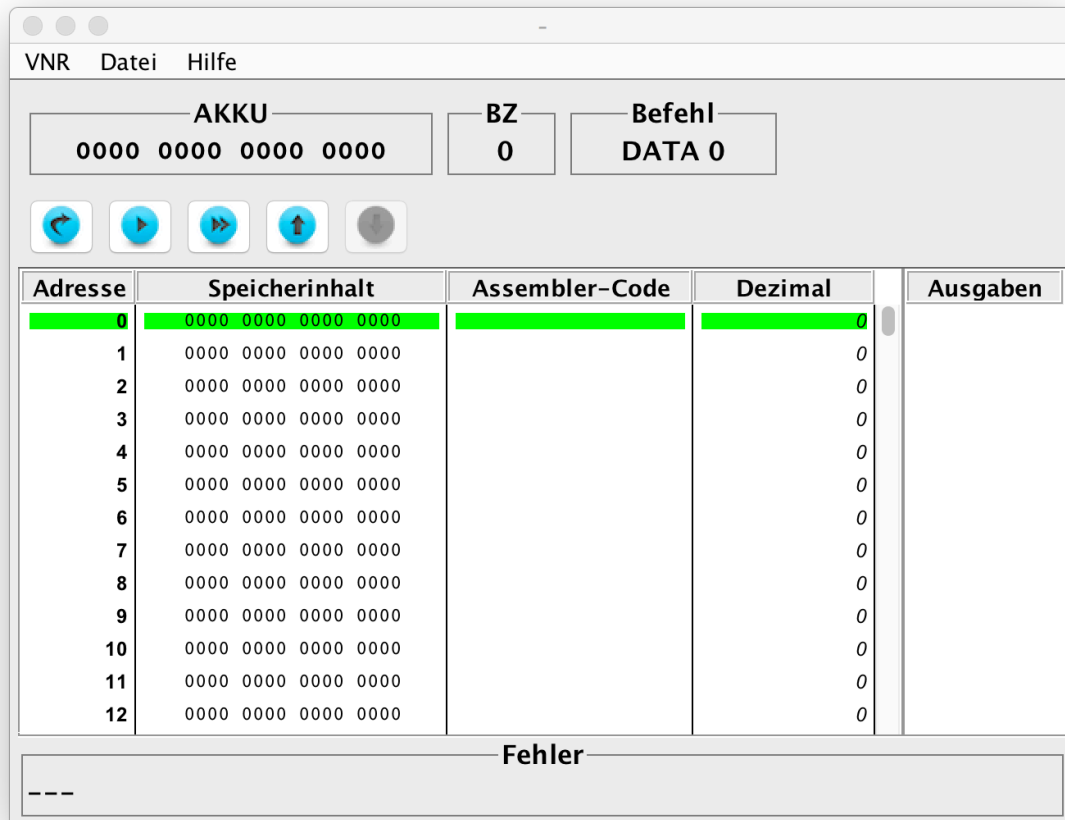 –
VNR Datei Hilfe
AKKU BZ Befehl
0000 0000 0000 0000 0 DATA 0
Adresse Speicherinhalt Assembler-Code Dezimal Ausgaben
0 0000 0000 0000 0000 0
1 0000 0000 0000 0000 0
2 0000 0000 0000 0000 0
3 0000 0000 0000 0000 0
4 0000 0000 0000 0000 0
5 0000 0000 0000 0000 0
6 0000 0000 0000 0000 0
7 0000 0000 0000 0000 0
8 0000 0000 0000 0000 0
9 0000 0000 0000 0000 0
10 0000 0000 0000 0000 0
11 0000 0000 0000 0000 0
12 0000 0000 0000 0000 0
Fehler
---